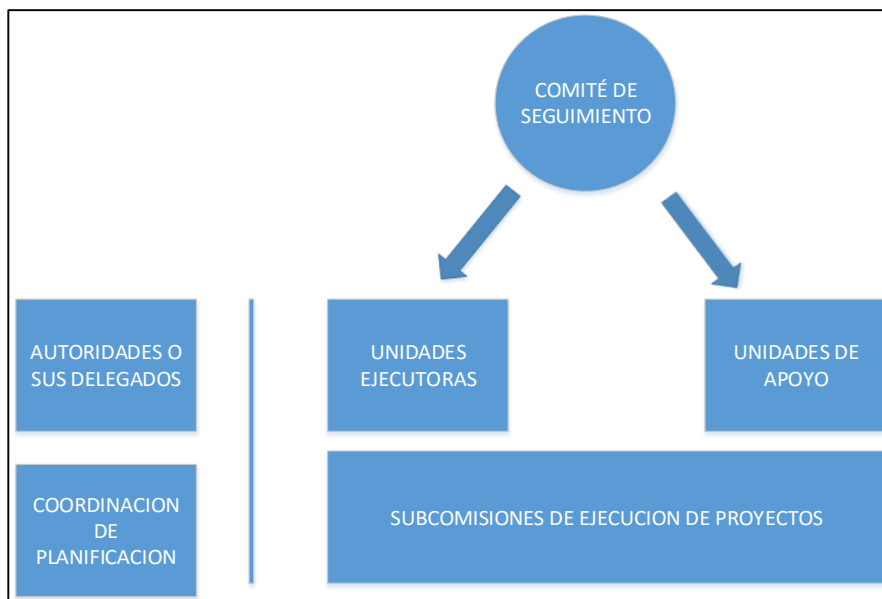 COMITÉ DE
SEGUIMIENTO
AUTORIDADES O
SUS DELEGADOS
UNIDADES
EJECUTORAS
UNIDADES DE
APOYO
COORDINACION
DE
PLANIFICACION
SUBCOMISIONES DE EJECUCION DE PROYECTOS